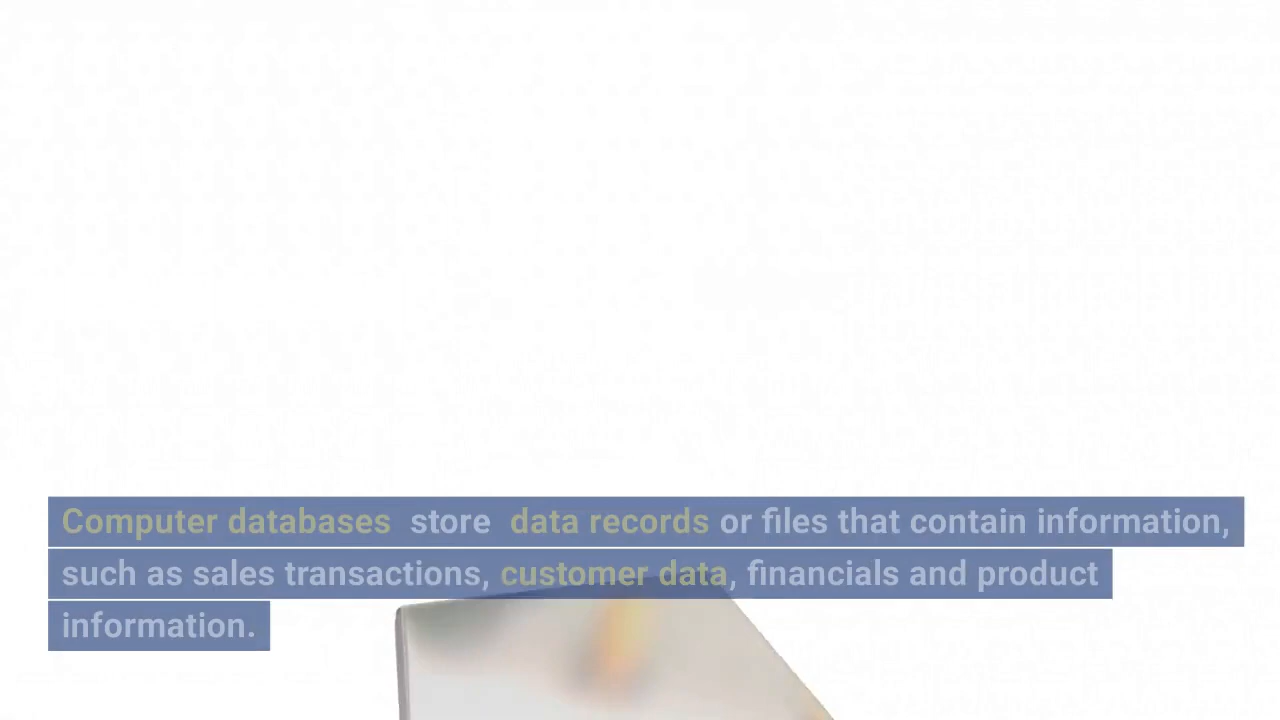 Computer databases store data records or files that contain information,
such as sales transactions, customer data, financials and product
information.